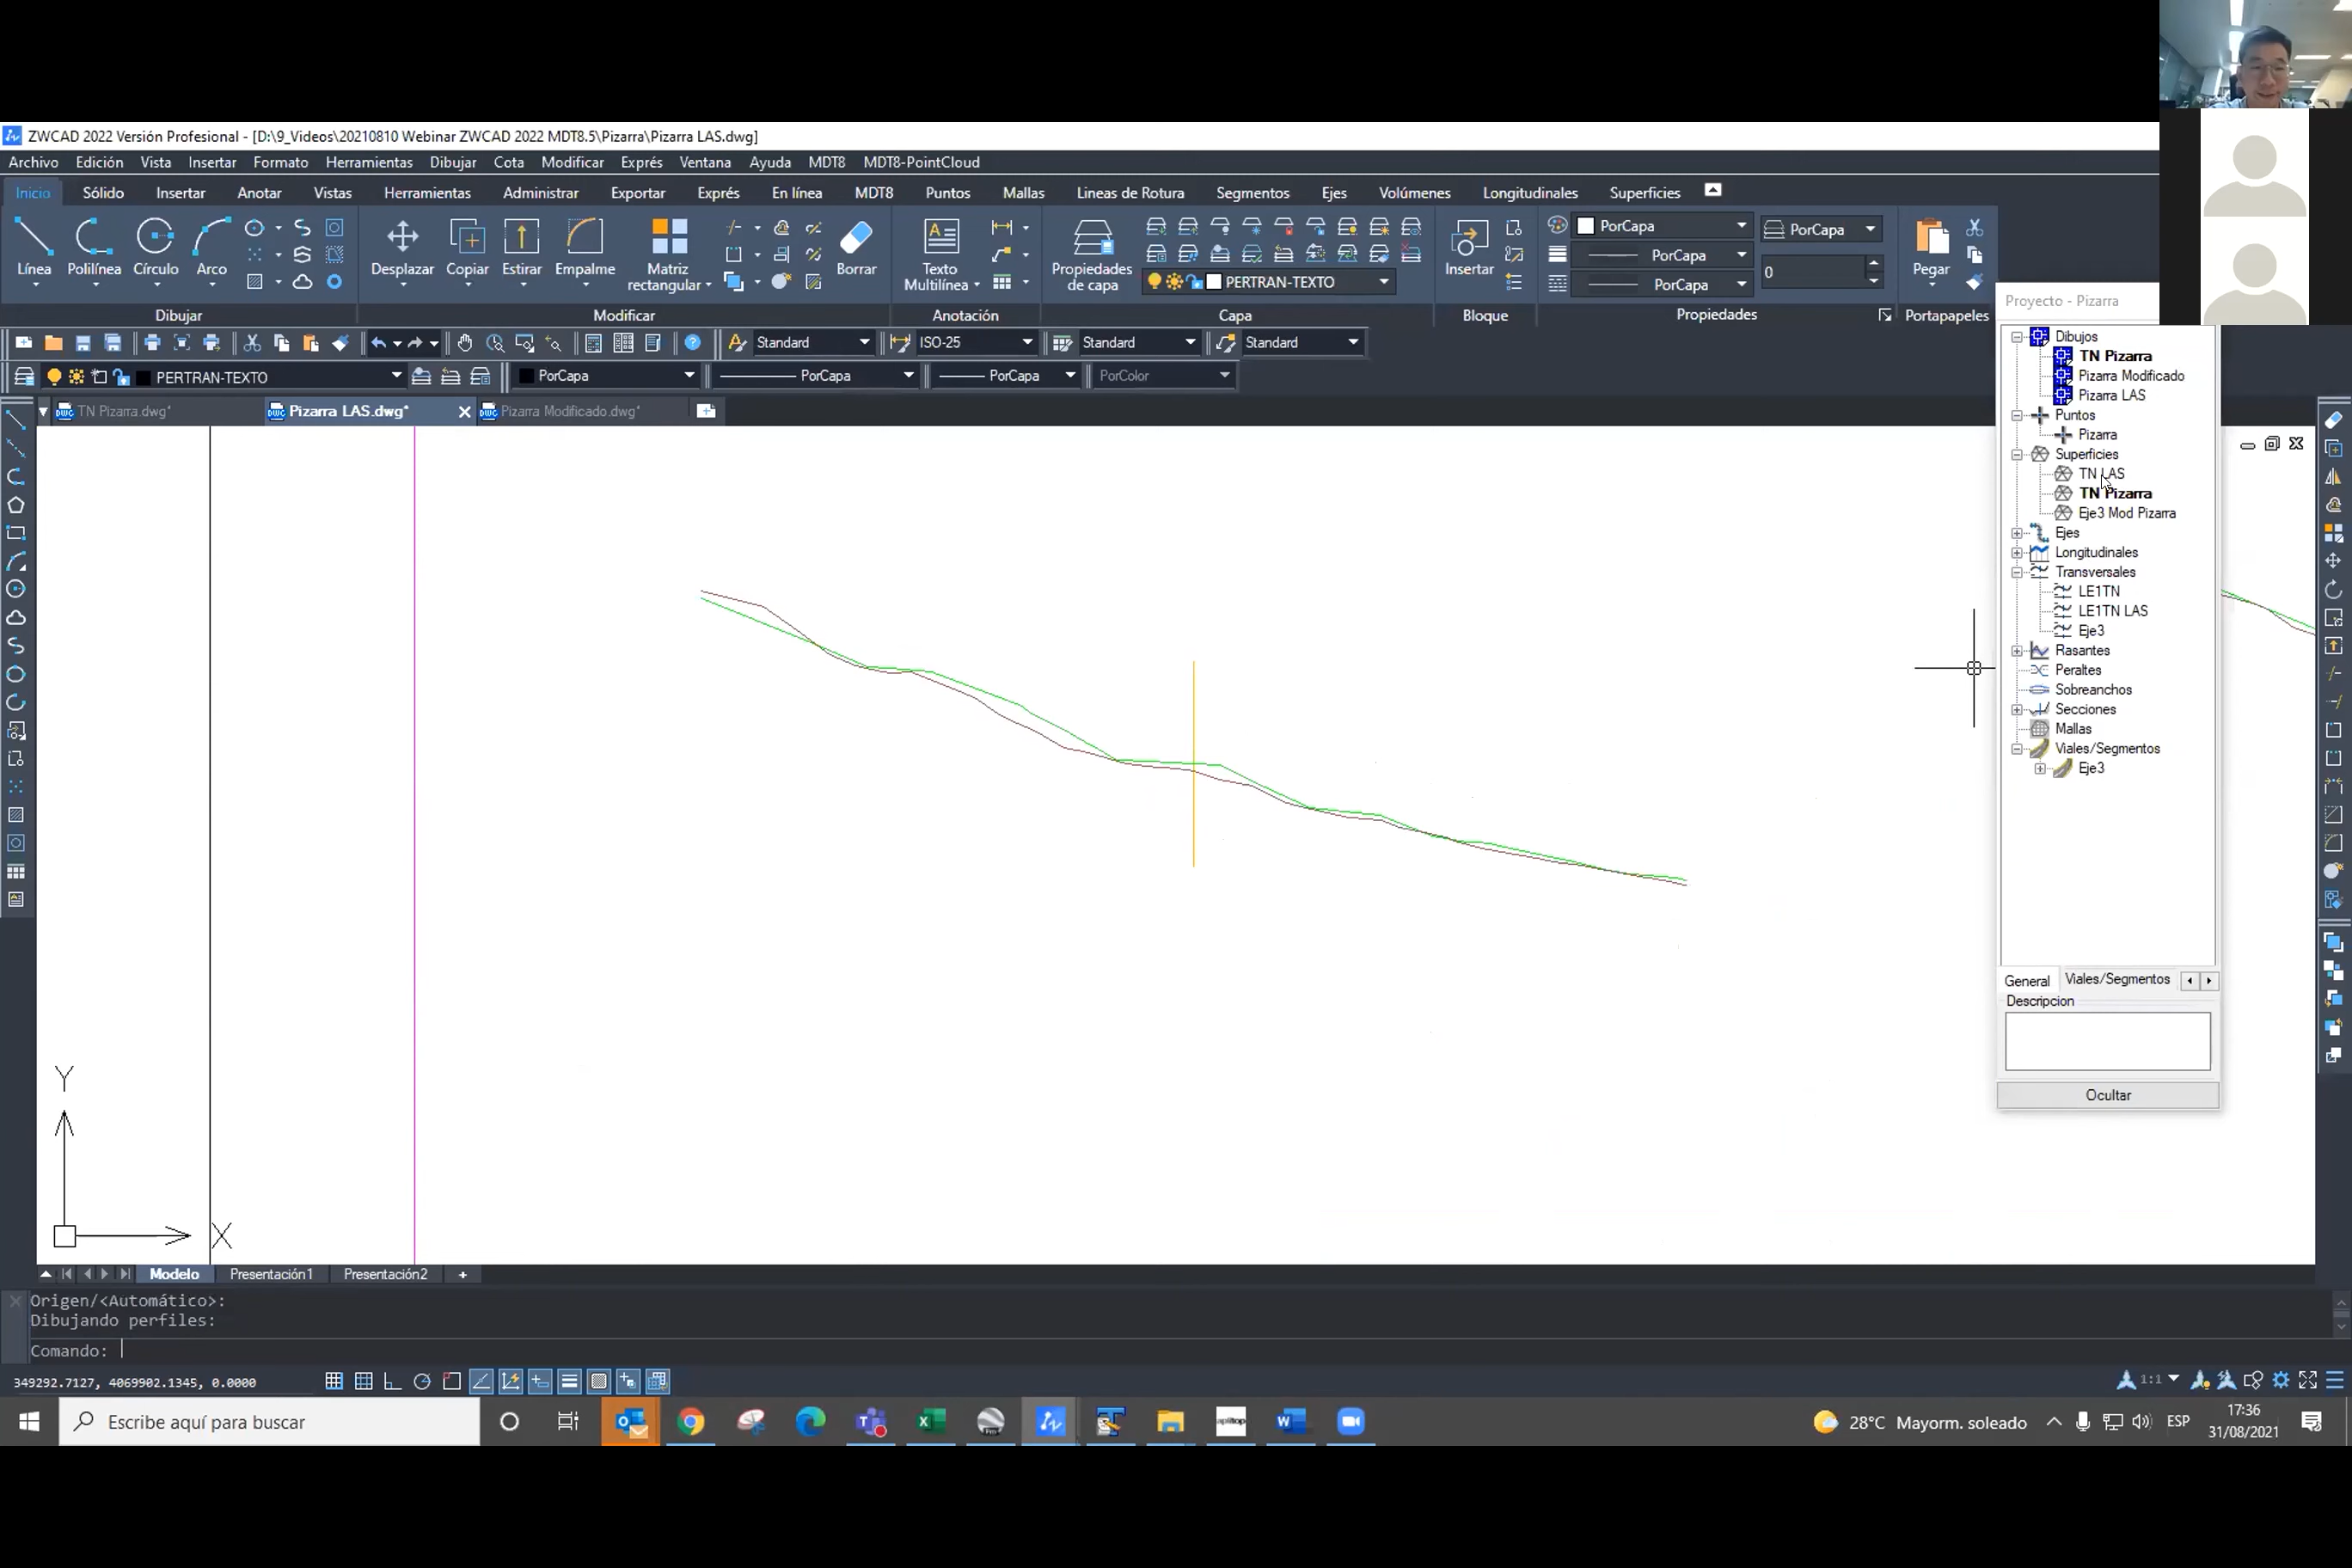 ZWCAD 2022 Versión Profesional - [D:\9_Videos\20210810 Webinar ZWCAD 2022 MDT8.5\Pizarra\Pizarra LAS.dwg]
Archivo Edición Vista Insertar Formato Herramientas Dibujar Cota Modificar Exprés Ventana Ayuda MDT8 MDT8-PointCloud
Inicio Sólido Insertar Anotar Vistas Herramientas Administrar Exportar Exprés En línea MDT8 Puntos Mallas Lineas de Rotura Segmentos Ejes Volúmenes Longitudinales Superficies
PorCapa PorCapa
Línea Polilínea Círculo Arco Desplazar Copiar Estirar Empalme Matriz rectangular Borrar Texto Multilínea Propiedades de capa Insertar PorCapa 0 Pegar
PERTRAN-TEXTO PorCapa
Dibujar Modificar Anotación Capa Bloque Propiedades Portapapeles
Standard ISO-25 Standard Standard
PERTRAN-TEXTO PorCapa PorCapa PorCapa PorColor
TN Pizarra.dwg* Pizarra LAS.dwg* Pizarra Modificado.dwg*
Proyecto - Pizarra
Dibujos
TN Pizarra
Pizarra Modificado
Pizarra LAS
Puntos
Pizarra
Superficies
TN LAS
TN Pizarra
Eje3 Mod Pizarra
Ejes
Longitudinales
Transversales
LE1TN
LE1TN LAS
Eje3
Rasantes
Peraltes
Sobreanchos
Secciones
Mallas
Viales/Segmentos
Eje3
General Viales/Segmentos
Descripcion
Ocultar
Y
X
Modelo Presentación1 Presentación2 +
Origen/<Automático>:
Dibujando perfiles:
Comando:
349292.7127, 4069902.1345, 0.0000 1:1
Escribe aquí para buscar 28°C Mayorm. soleado ESP 17:36
31/08/2021